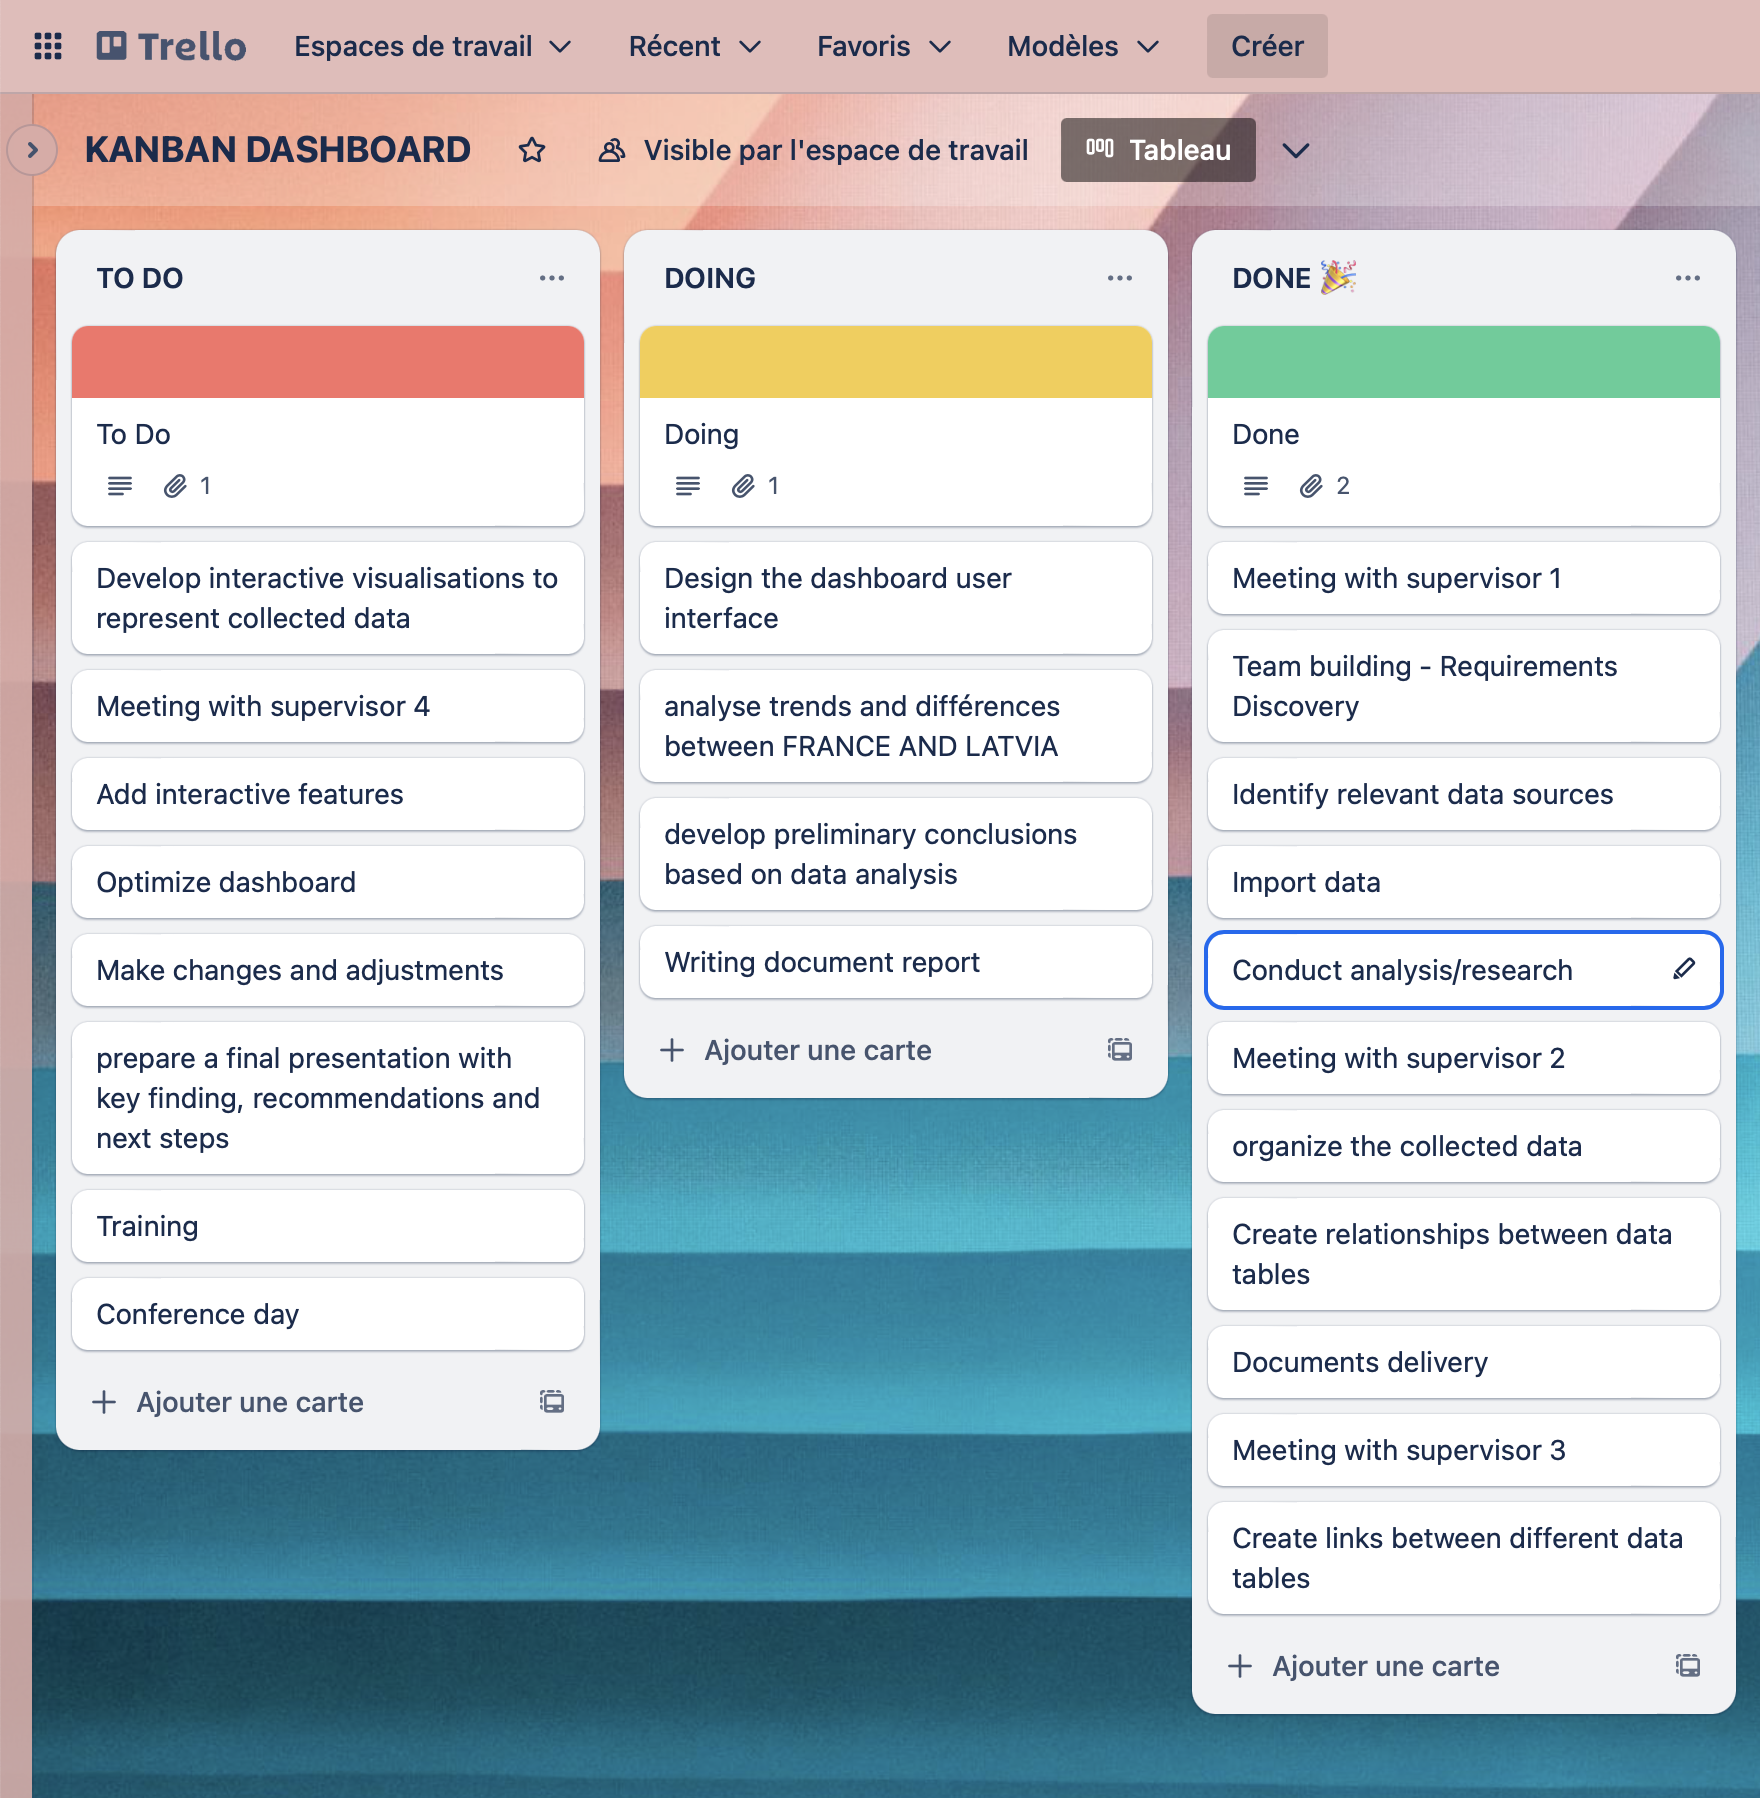 Trello Espaces de travail Récent Favoris Modèles Créer
KANBAN DASHBOARD Visible par l'espace de travail Tableau
TO DO
To Do
1
Develop interactive visualisations to
represent collected data
Meeting with supervisor 4
Add interactive features
Optimize dashboard
Make changes and adjustments
prepare a final presentation with
key finding, recommendations and
next steps
Training
Conference day
Ajouter une carte
DOING
Doing
1
Design the dashboard user
interface
analyse trends and différences
between FRANCE AND LATVIA
develop preliminary conclusions
based on data analysis
Writing document report
Ajouter une carte
DONE 🎉
Done
2
Meeting with supervisor 1
Team building - Requirements
Discovery
Identify relevant data sources
Import data
Conduct analysis/research
Meeting with supervisor 2
organize the collected data
Create relationships between data
tables
Documents delivery
Meeting with supervisor 3
Create links between different data
tables
Ajouter une carte